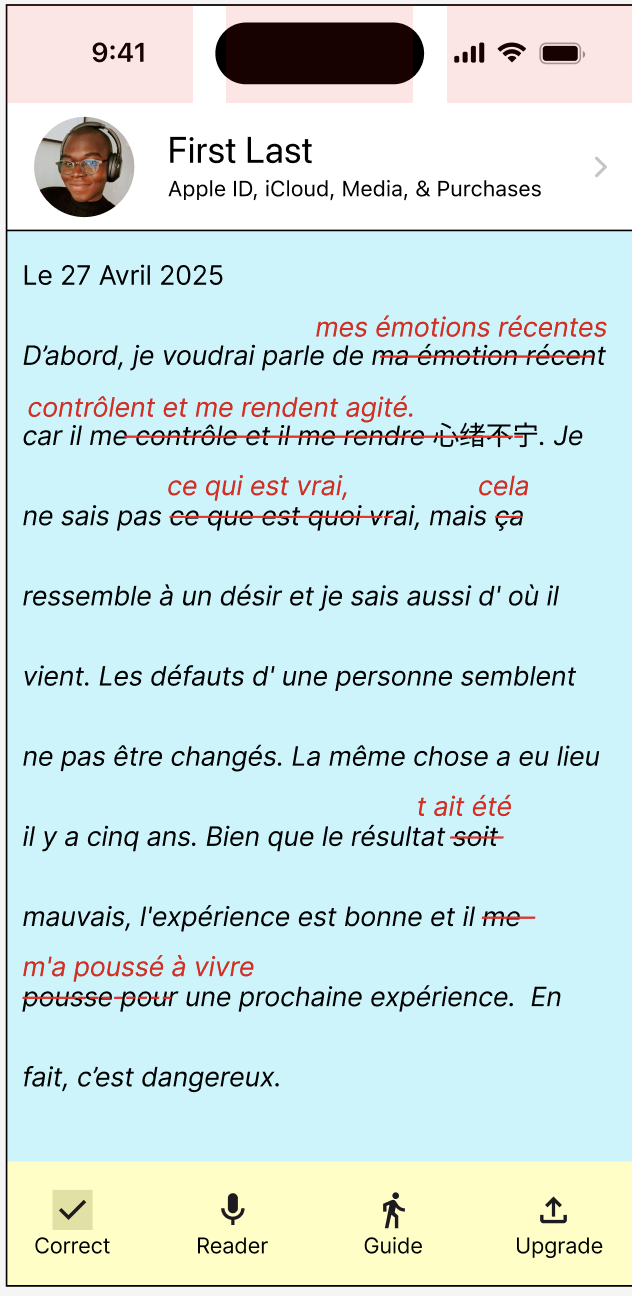 9:41
First Last
Apple ID, iCloud, Media, & Purchases
Le 27 Avril 2025
mes émotions récentes
D’abord, je voudrai parle de ma émotion récent
contrôlent et me rendent agité.
car il me contrôle et il me rendre 心绪不宁. Je
ce qui est vrai, cela
ne sais pas ce que est quoi vrai, mais ça
ressemble à un désir et je sais aussi d' où il
vient. Les défauts d' une personne semblent
ne pas être changés. La même chose a eu lieu
t ait été
il y a cinq ans. Bien que le résultat soit
mauvais, l'expérience est bonne et il me
m'a poussé à vivre
pousse pour une prochaine expérience.  En
fait, c’est dangereux.
Correct Reader Guide Upgrade